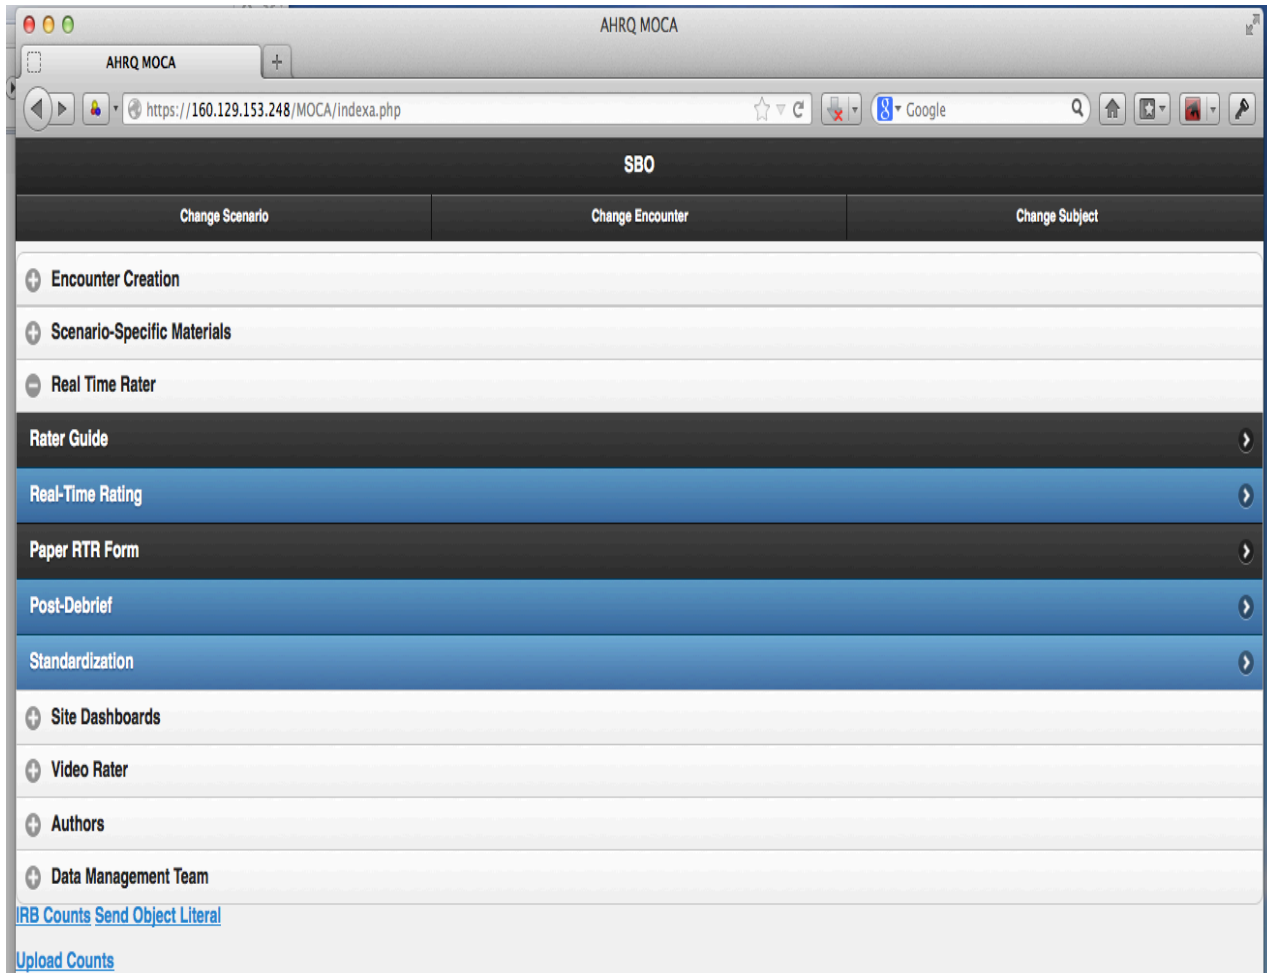 AHRQ MOCA
AHRQ MOCA
https://160.129.153.248/MOCA/indexa.php Google
SBO
Change Scenario Change Encounter Change Subject
Encounter Creation
Scenario-Specific Materials
Real Time Rater
Rater Guide
Real-Time Rating
Paper RTR Form
Post-Debrief
Standardization
Site Dashboards
Video Rater
Authors
Data Management Team
IRB Counts Send Object Literal
Upload Counts